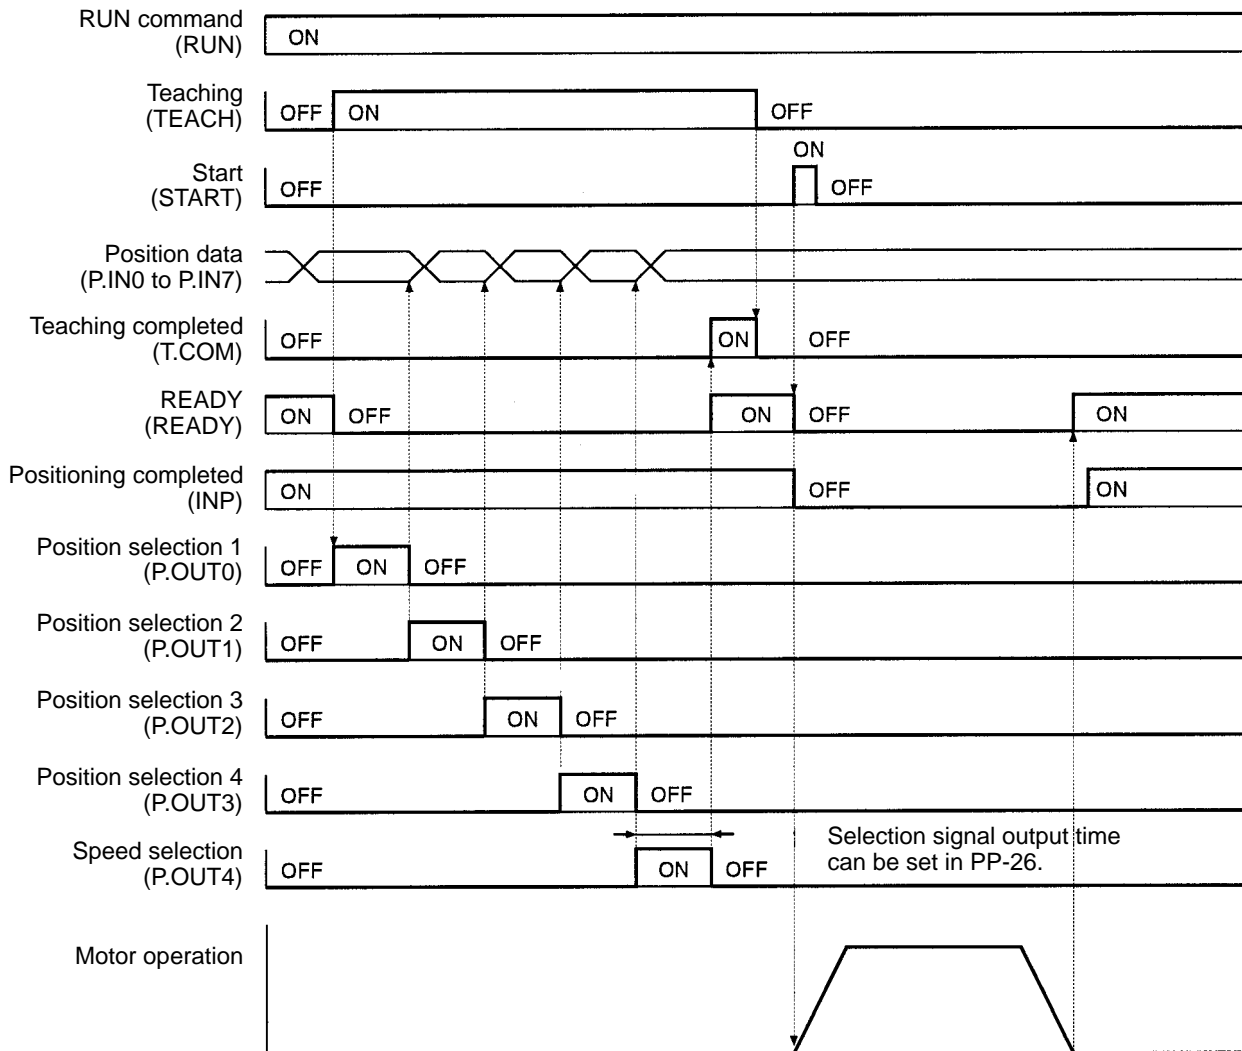 RUN command
(RUN)
ON
Teaching
(TEACH)
OFF ON OFF
Start
(START)
OFF ON OFF
Position data
(P.IN0 to P.IN7)
Teaching completed
(T.COM)
OFF ON OFF
READY
(READY)
ON OFF ON OFF ON
Positioning completed
(INP)
ON OFF ON
Position selection 1
(P.OUT0)
OFF ON OFF
Position selection 2
(P.OUT1)
OFF ON OFF
Position selection 3
(P.OUT2)
OFF ON OFF
Position selection 4
(P.OUT3)
OFF ON OFF
Speed selection
(P.OUT4)
OFF ON OFF
Selection signal output time
can be set in PP-26.
Motor operation